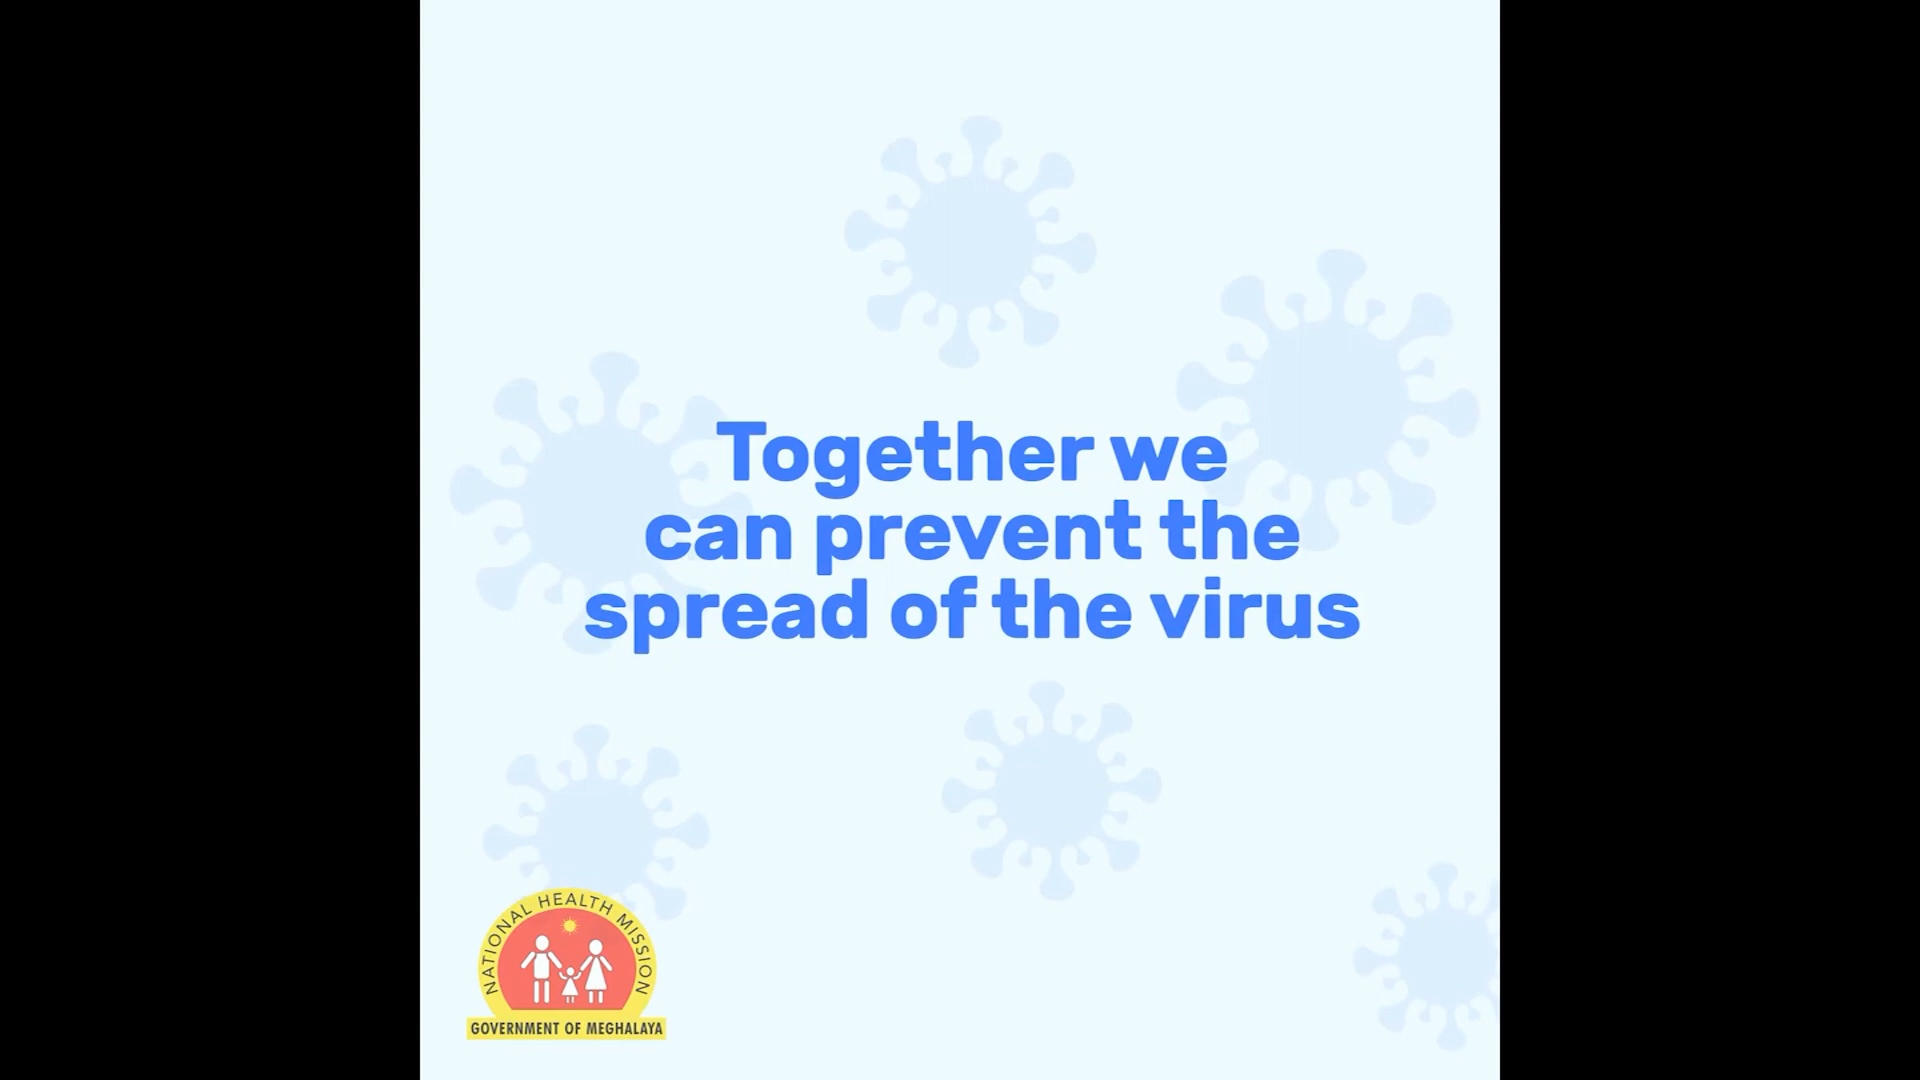 Together we
can prevent the
spread of the virus
NATIONAL HEALTH MISSION
GOVERNMENT OF MEGHALAYA